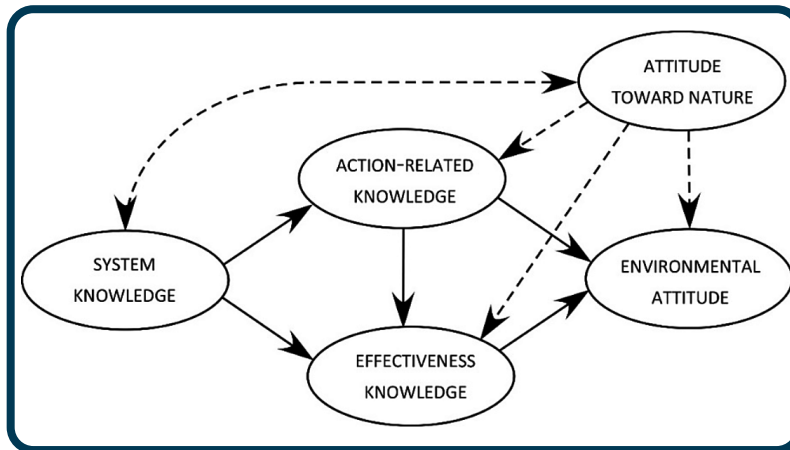 ATTITUDE
TOWARD NATURE
ACTION-RELATED
KNOWLEDGE
SYSTEM
KNOWLEDGE
ENVIRONMENTAL
ATTITUDE
EFFECTIVENESS
KNOWLEDGE